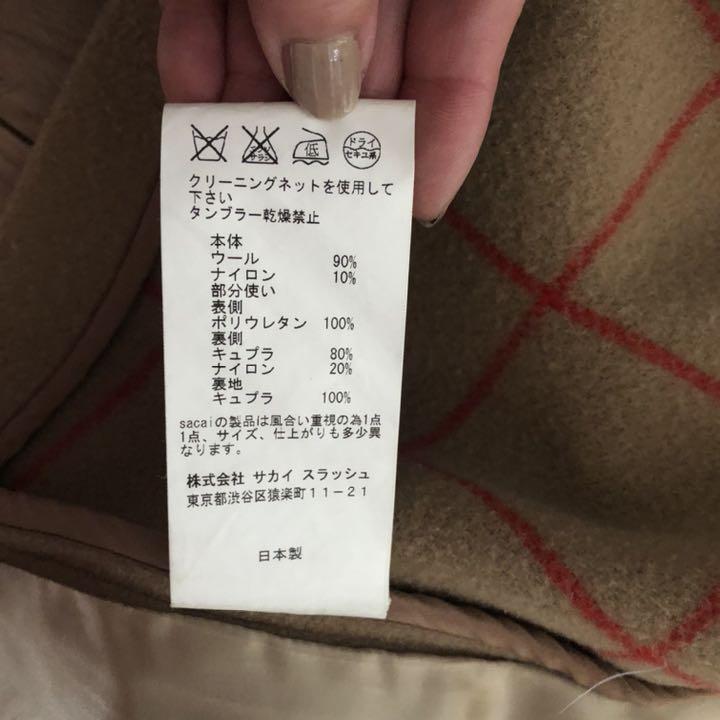 エンソ
サラシ
低
ドライ
セキユ系
クリーニングネットを使用して
下さい
タンブラー乾燥禁止
本体
ウール 90%
ナイロン 10%
部分使い
表側
ポリウレタン 100%
裏側
キュプラ 80%
ナイロン 20%
裏地
キュプラ 100%
sacaiの製品は風合い重視の為1点
1点、サイズ、仕上がりも多少異
なります。
株式会社 サカイ スラッシュ
東京都渋谷区猿楽町11-21
日本製